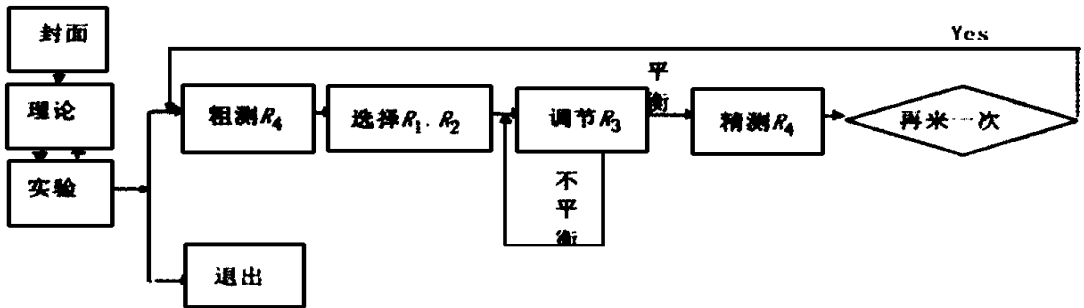 封面
Yes
理论
平衡
粗测R₄
选择R₁. R₂
调节R₃
精测R₄
再来一次
实验
不平衡
退出